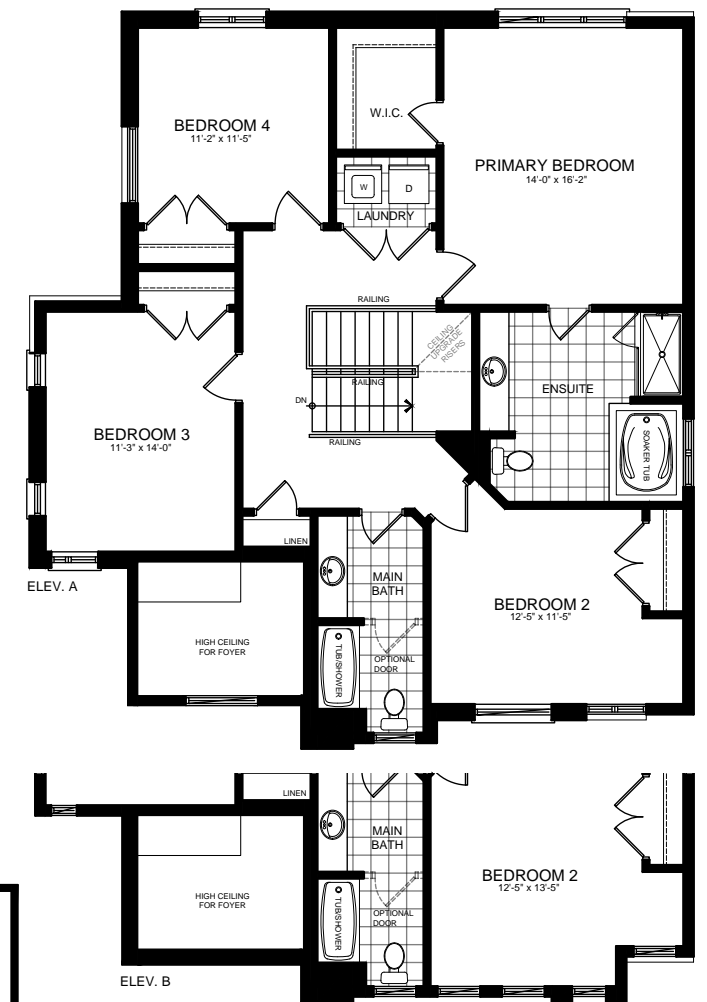 BEDROOM 4
11'-2" x 11'-5"
W.I.C.
PRIMARY BEDROOM
14'-0" x 16'-2"
W
D
LAUNDRY
RAILING
CEILING
UPGRADE
RISERS
RAILING
DN
RAILING
ENSUITE
SOAKER TUB
BEDROOM 3
11'-3" x 14'-0"
LINEN
ELEV. A
MAIN
BATH
BEDROOM 2
12'-5" x 11'-5"
HIGH CEILING
FOR FOYER
TUB/SHOWER
OPTIONAL
DOOR
LINEN
MAIN
BATH
BEDROOM 2
12'-5" x 13'-5"
HIGH CEILING
FOR FOYER
TUB/SHOWER
OPTIONAL
DOOR
ELEV. B